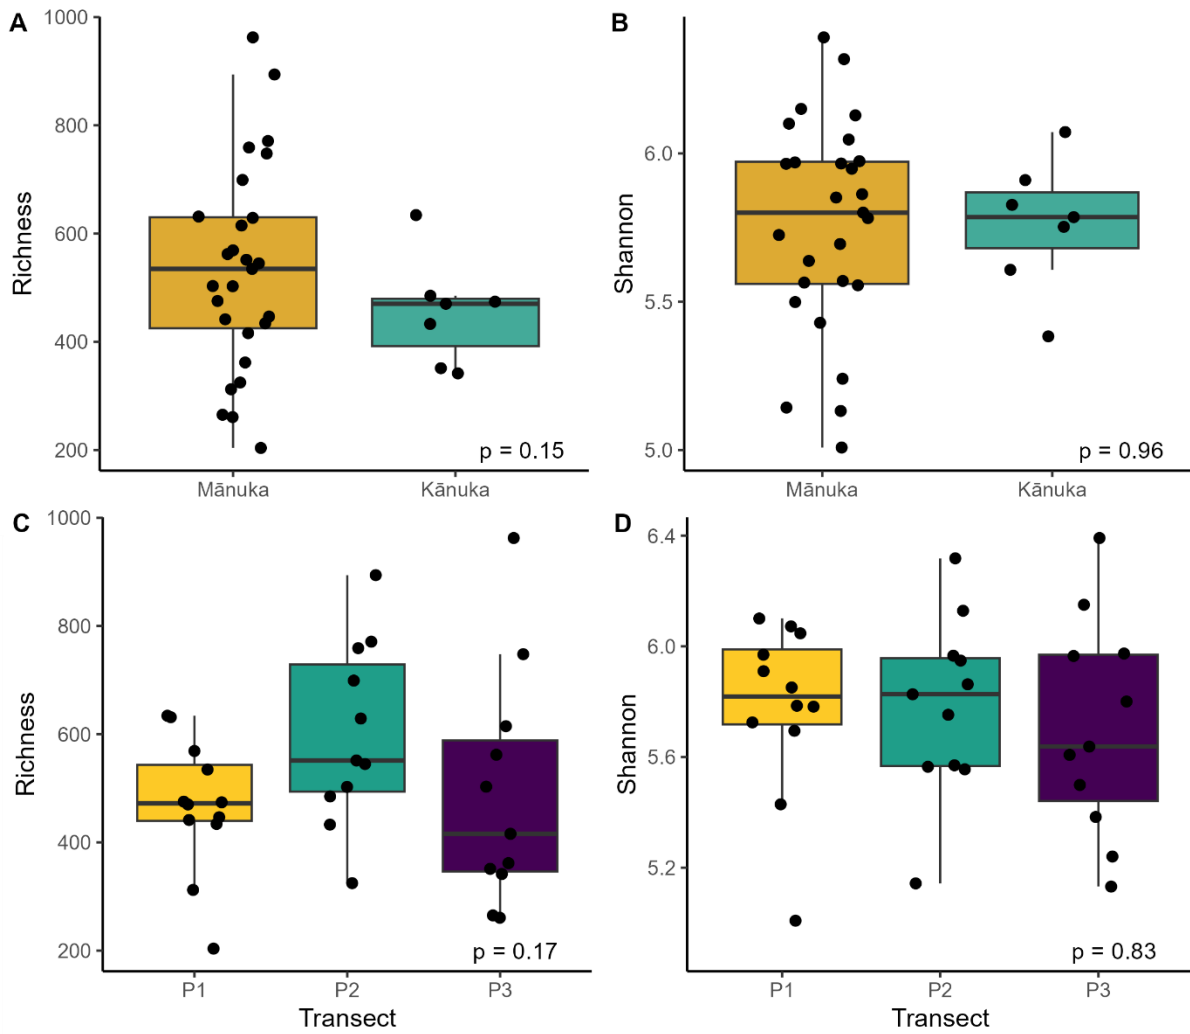 A
1000
800
600
400
200
Richness
p = 0.15
Mānuka
Kānuka
B
6.0
5.5
5.0
Shannon
p = 0.96
Mānuka
Kānuka
C
1000
800
600
400
200
Richness
p = 0.17
P1
P2
P3
Transect
D
6.4
6.0
5.6
5.2
Shannon
p = 0.83
P1
P2
P3
Transect